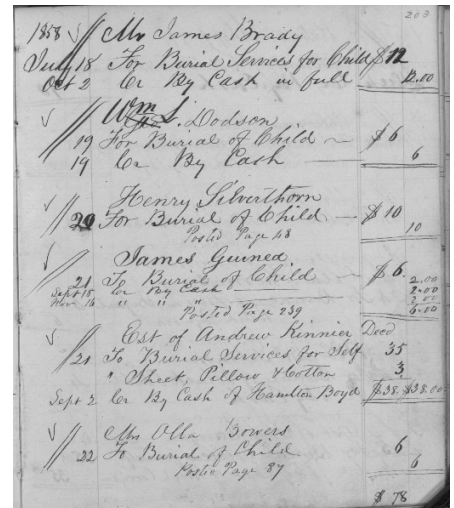 203
1858 Mr James Brady
July 18 For Burial Services for Child $12
Oct 2 Cr By Cash in full 12.00
Wm L. Dodson
19 For Burial of Child $6
19 Cr By Cash 6
Henry Silverthorn
20 For Burial of Child $10
Posted Page 48 10
James Guined
21 To Burial of Child $6.
Sept 18 Cr By Cash 2.00
Nov 16 " " " 2.00
Posted Page 239 6.00
Est of Andrew Kinnier Decd
21 To Burial Services for Self 35
" Sheet, Pillow & Cotton 3
Sept 2 Cr By Cash of Hamilton Boyd $38. $38.00
Mrs Olla Bowers
22 To Burial of Child 6
Postic Page 87 6
$ 78